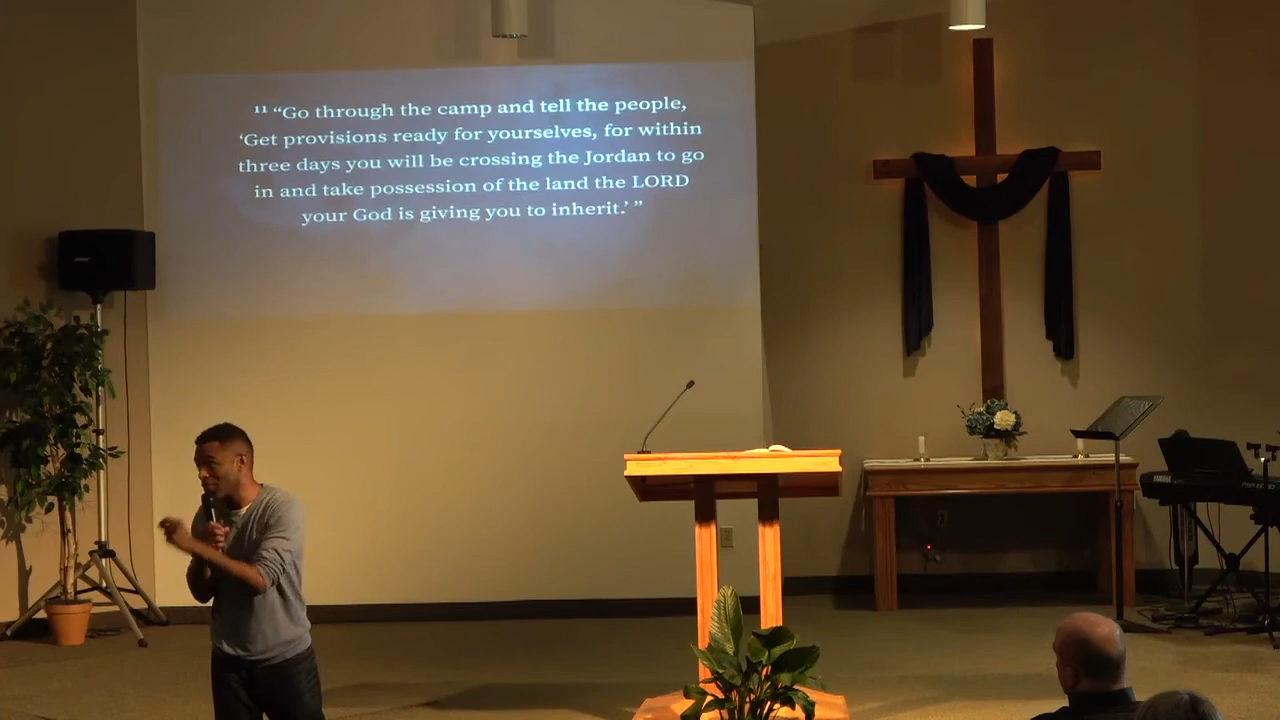 ¹¹ “Go through the camp and tell the people,
‘Get provisions ready for yourselves, for within
three days you will be crossing the Jordan to go
in and take possession of the land the LORD
your God is giving you to inherit.’ ”
YAMAHA